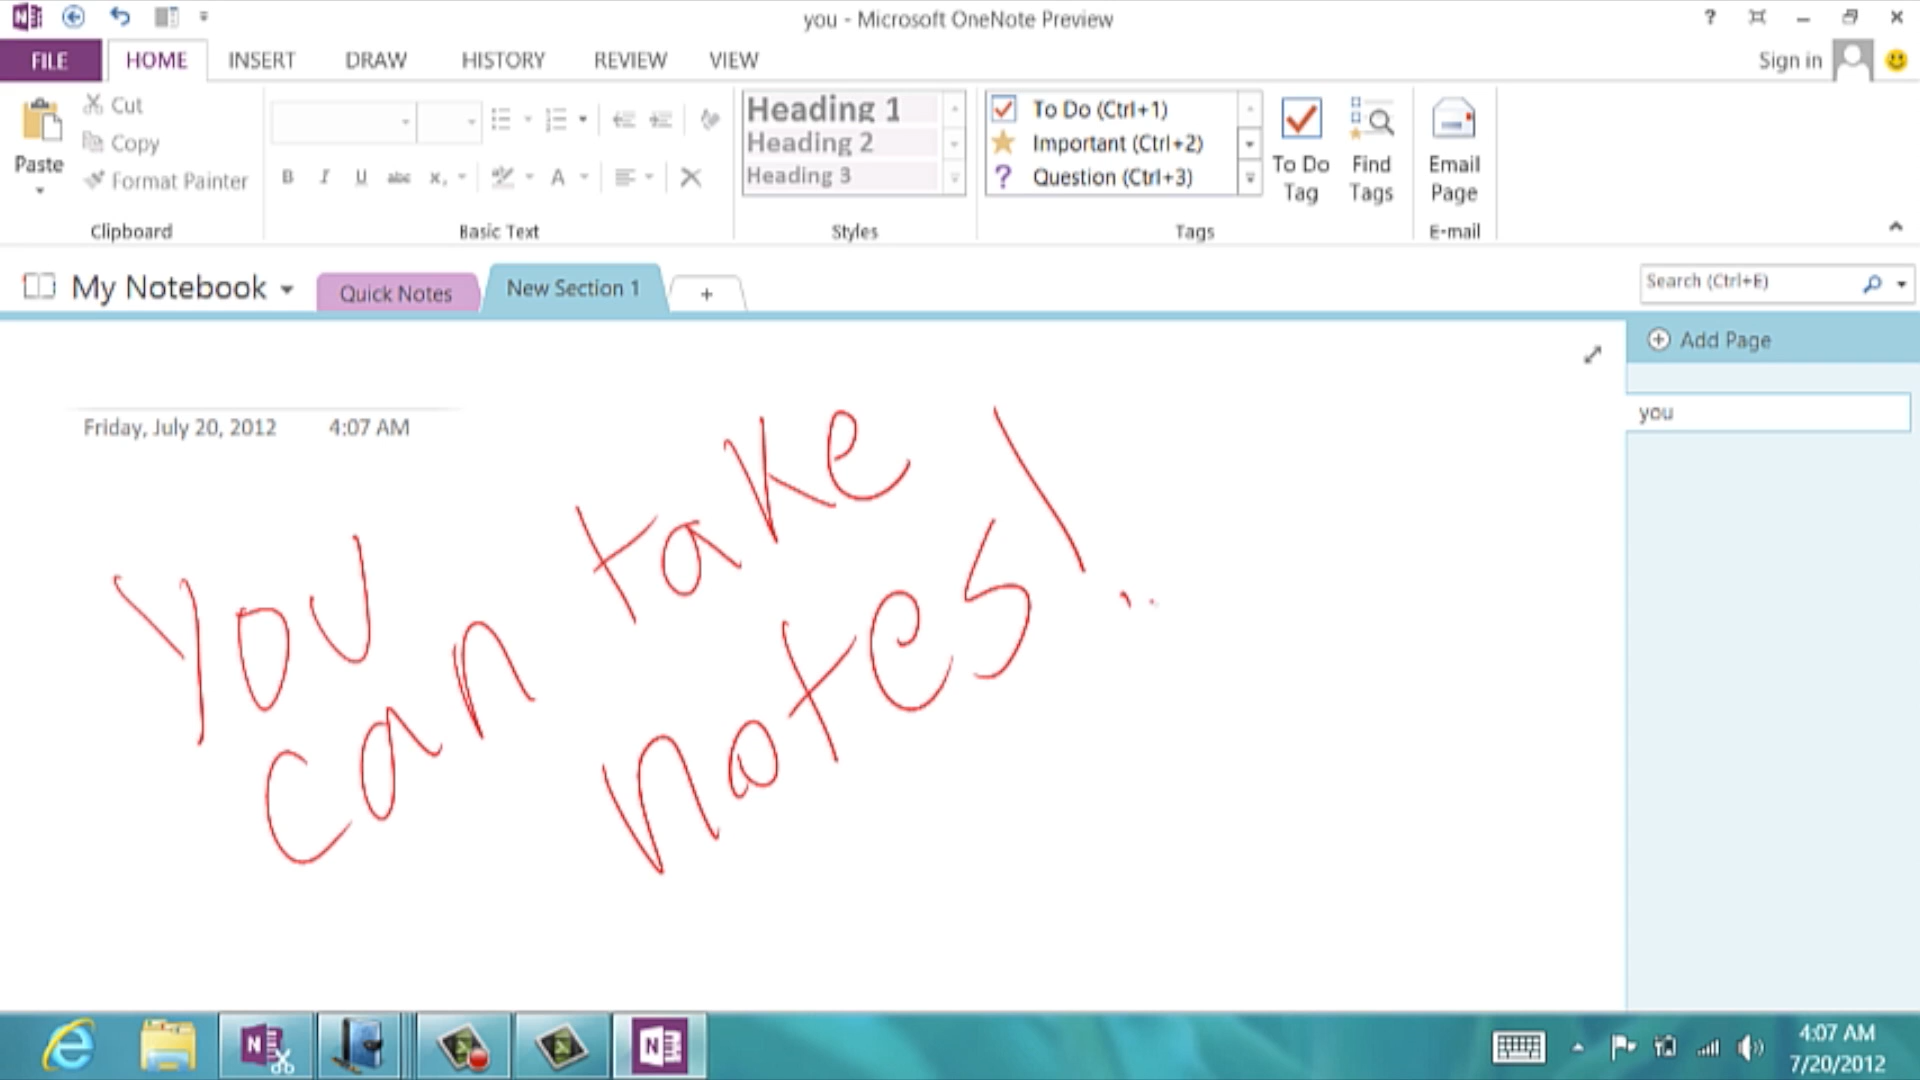 you - Microsoft OneNote Preview
?
FILE HOME INSERT DRAW HISTORY REVIEW VIEW
Sign in
Paste
Cut
Copy
Format Painter
Clipboard
B I U abc x, A
Basic Text
Heading 1
Heading 2
Heading 3
Styles
To Do (Ctrl+1)
Important (Ctrl+2)
? Question (Ctrl+3)
To Do Tag
Find Tags
Tags
Email Page
E-mail
My Notebook Quick Notes New Section 1 +
Search (Ctrl+E)
Add Page
you
Friday, July 20, 2012 4:07 AM
you
can take
notes!
4:07 AM
7/20/2012